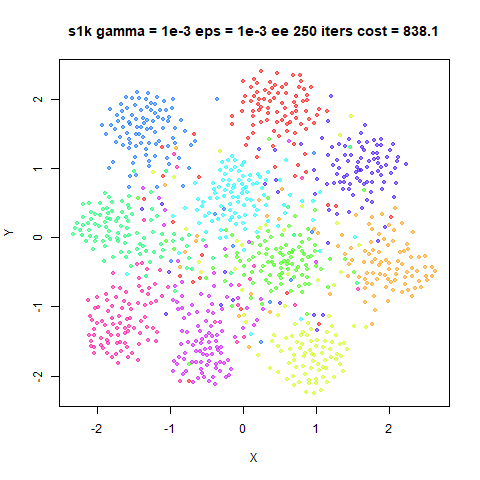 s1k gamma = 1e-3 eps = 1e-3 ee 250 iters cost = 838.1
2
1
0
-1
-2
Y
-2 -1 0 1 2
X